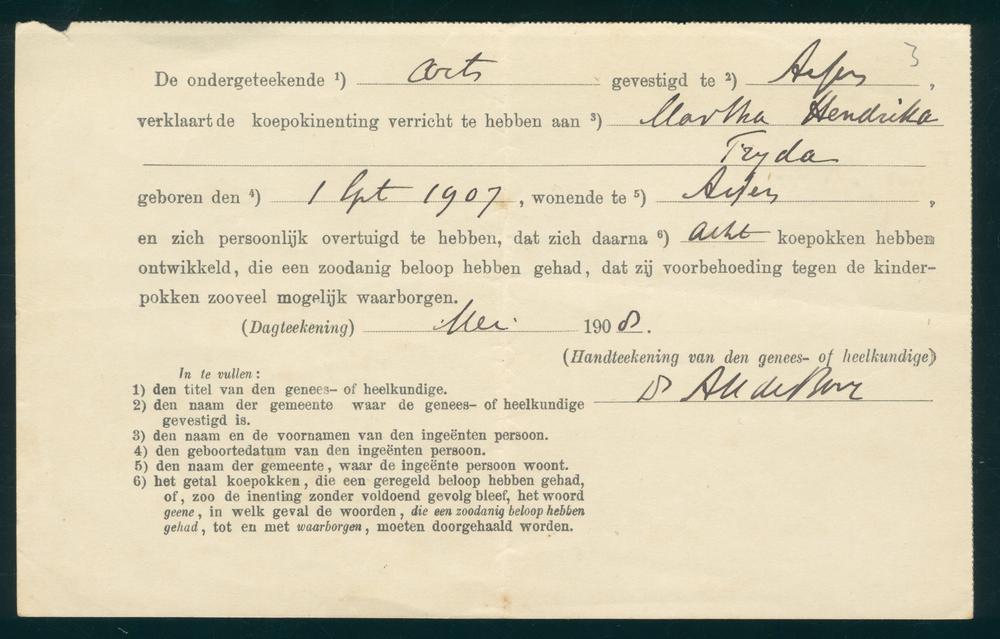 3
De ondergeteekende ¹) arts gevestigd te ²) ,
verklaart de koepokinenting verricht te hebben aan ³) Martha Hendrika
Fryda
geboren den ⁴) 1 Spt 1907 , wonende te ⁵) ,
en zich persoonlijk overtuigd te hebben, dat zich daarna ⁶) acht koepokken hebben
ontwikkeld, die een zoodanig beloop hebben gehad, dat zij voorbehoeding tegen de kinder-
pokken zooveel mogelijk waarborgen.
(Dagteekening) Mei 1908.
(Handteekening van den genees- of heelkundige)
Dr
In te vullen:
1) den titel van den genees- of heelkundige.
2) den naam der gemeente waar de genees- of heelkundige
gevestigd is.
3) den naam en de voornamen van den ingeënten persoon.
4) den geboortedatum van den ingeënten persoon.
5) den naam der gemeente, waar de ingeënte persoon woont.
6) het getal koepokken, die een geregeld beloop hebben gehad,
of, zoo de inenting zonder voldoend gevolg bleef, het woord
geene, in welk geval de woorden, die een zoodanig beloop hebben
gehad, tot en met waarborgen, moeten doorgehaald worden.